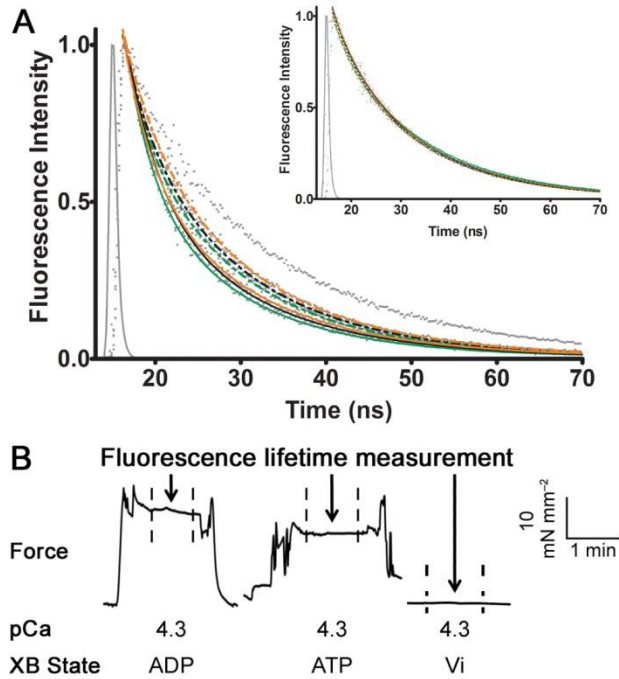 A
Fluorescence Intensity
1.0
0.5
0.0
20
30
40
50
60
70
Time (ns)
Fluorescence Intensity
1.0
0.5
0.0
20
30
40
50
60
70
Time (ns)
B
Fluorescence lifetime measurement
Force
10
mN mm⁻²
1 min
pCa 4.3 4.3 4.3
XB State ADP ATP Vi